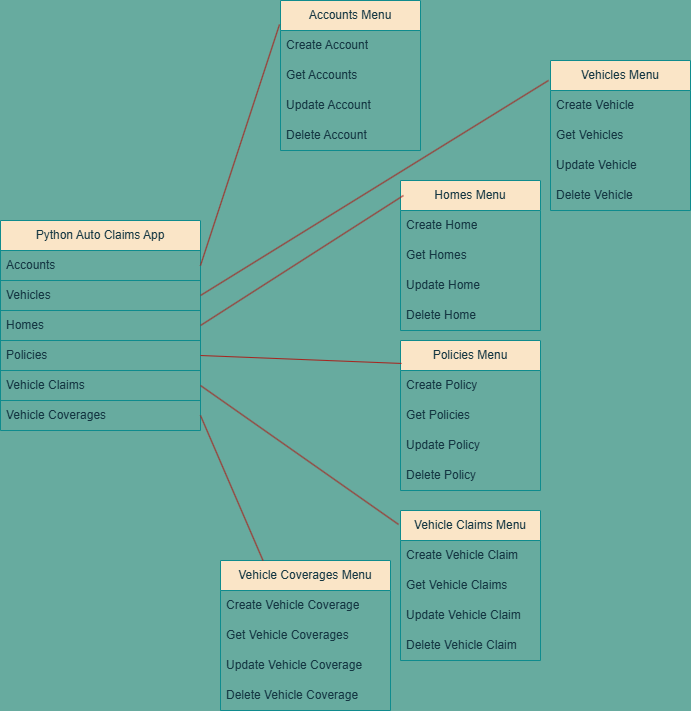 Accounts Menu
Create Account
Get Accounts
Update Account
Delete Account
Vehicles Menu
Create Vehicle
Get Vehicles
Update Vehicle
Delete Vehicle
Homes Menu
Create Home
Get Homes
Update Home
Delete Home
Python Auto Claims App
Accounts
Vehicles
Homes
Policies
Vehicle Claims
Vehicle Coverages
Policies Menu
Create Policy
Get Policies
Update Policy
Delete Policy
Vehicle Claims Menu
Create Vehicle Claim
Get Vehicle Claims
Update Vehicle Claim
Delete Vehicle Claim
Vehicle Coverages Menu
Create Vehicle Coverage
Get Vehicle Coverages
Update Vehicle Coverage
Delete Vehicle Coverage